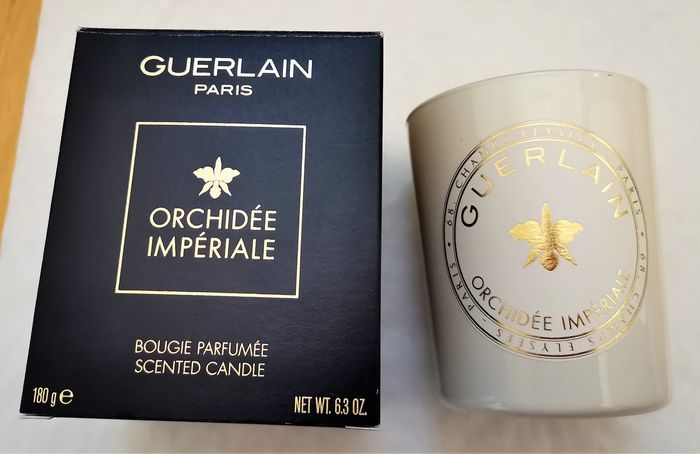 GUERLAIN
PARIS
ORCHIDÉE
IMPÉRIALE
BOUGIE PARFUMÉE
SCENTED CANDLE
180 g e
NET WT. 6.3 OZ.
68, CHAMPS ELYSÉES • PARIS • 68, CHAMPS ELYSÉES - PARIS •
GUERLAIN
ORCHIDÉE IMPÉRIALE